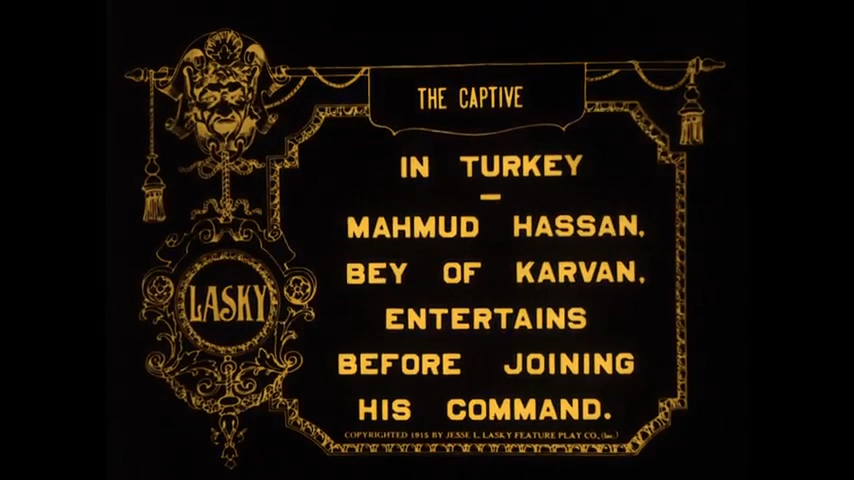 THE CAPTIVE
IN TURKEY
—
MAHMUD HASSAN,
BEY OF KARVAN,
ENTERTAINS
BEFORE JOINING
HIS COMMAND.
LASKY
COPYRIGHTED 1915 BY JESSE L. LASKY FEATURE PLAY CO., (Inc.)